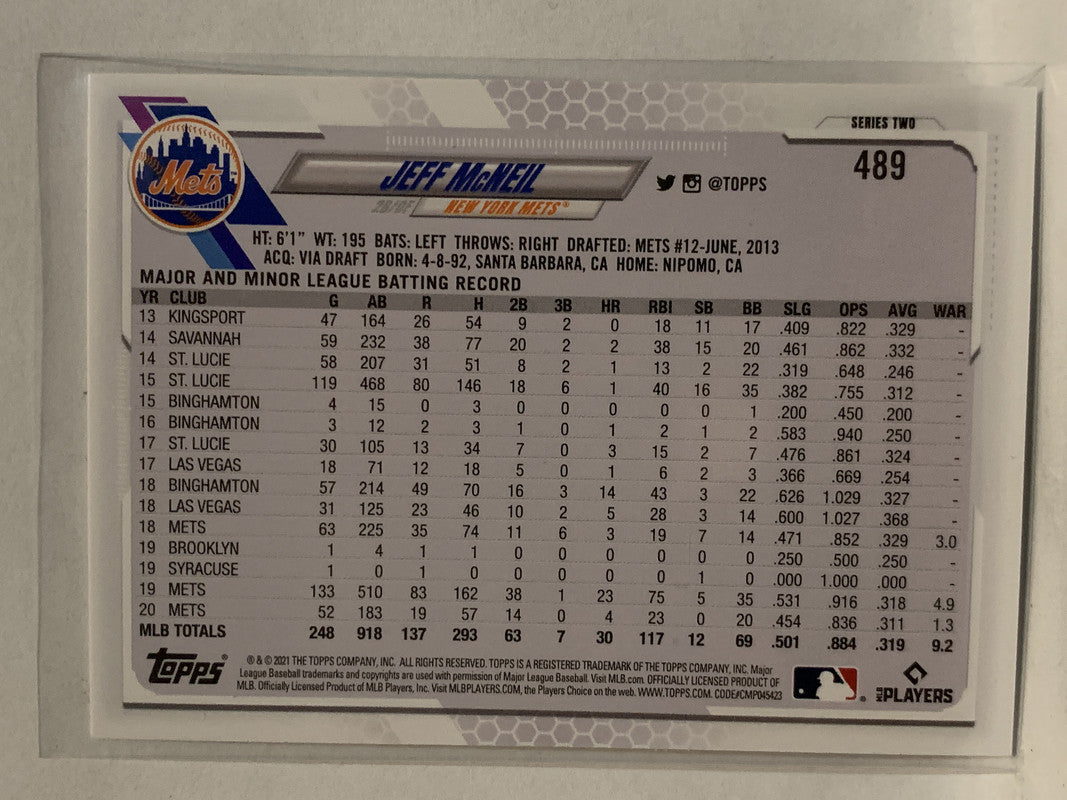 SERIES TWO
489
Mets
JEFF McNEIL
@TOPPS
2B/OF NEW YORK METS®
HT: 6'1" WT: 195 BATS: LEFT THROWS: RIGHT DRAFTED: METS #12-JUNE, 2013
ACQ: VIA DRAFT BORN: 4-8-92, SANTA BARBARA, CA HOME: NIPOMO, CA
MAJOR AND MINOR LEAGUE BATTING RECORD
YR CLUB G AB R H 2B 3B HR RBI SB BB SLG OPS AVG WAR
13 KINGSPORT 47 164 26 54 9 2 0 18 11 17 .409 .822 .329 -
14 SAVANNAH 59 232 38 77 20 2 2 38 15 20 .461 .862 .332 -
14 ST. LUCIE 58 207 31 51 8 2 1 13 2 22 .319 .648 .246 -
15 ST. LUCIE 119 468 80 146 18 6 1 40 16 35 .382 .755 .312 -
15 BINGHAMTON 4 15 0 3 0 0 0 0 0 1 .200 .450 .200 -
16 BINGHAMTON 3 12 2 3 1 0 1 2 1 2 .583 .940 .250 -
17 ST. LUCIE 30 105 13 34 7 0 3 15 2 7 .476 .861 .324 -
17 LAS VEGAS 18 71 12 18 5 0 1 6 2 3 .366 .669 .254 -
18 BINGHAMTON 57 214 49 70 16 3 14 43 3 22 .626 1.029 .327 -
18 LAS VEGAS 31 125 23 46 10 2 5 28 3 14 .600 1.027 .368 -
18 METS 63 225 35 74 11 6 3 19 7 14 .471 .852 .329 3.0
19 BROOKLYN 1 4 1 1 0 0 0 0 0 0 .250 .500 .250 -
19 SYRACUSE 1 0 1 0 0 0 0 0 1 0 .000 1.000 .000 -
19 METS 133 510 83 162 38 1 23 75 5 35 .531 .916 .318 4.9
20 METS 52 183 19 57 14 0 4 23 0 20 .454 .836 .311 1.3
MLB TOTALS 248 918 137 293 63 7 30 117 12 69 .501 .884 .319 9.2
topps
® & © 2021 THE TOPPS COMPANY, INC. ALL RIGHTS RESERVED. TOPPS IS A REGISTERED TRADEMARK OF THE TOPPS COMPANY, INC. Major
League Baseball trademarks and copyrights are used with permission of Major League Baseball. Visit MLB.com. OFFICIALLY LICENSED PRODUCT OF
MLB. Officially Licensed Product of MLB Players, Inc. Visit MLBPLAYERS.COM, the Players Choice on the web. WWW.TOPPS.COM. CODE#CMP045423
MLB PLAYERS